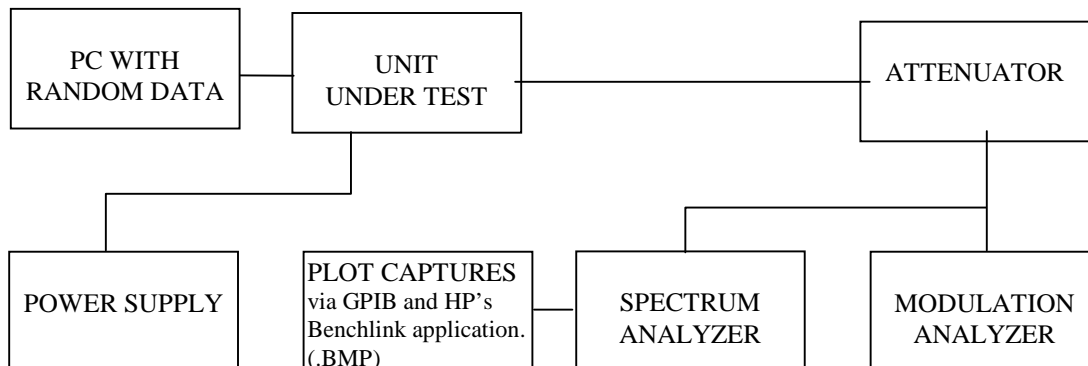 PC WITH
RANDOM DATA
UNIT
UNDER TEST
ATTENUATOR
POWER SUPPLY
PLOT CAPTURES
via GPIB and HP's
Benchlink application.
(.BMP)
SPECTRUM
ANALYZER
MODULATION
ANALYZER